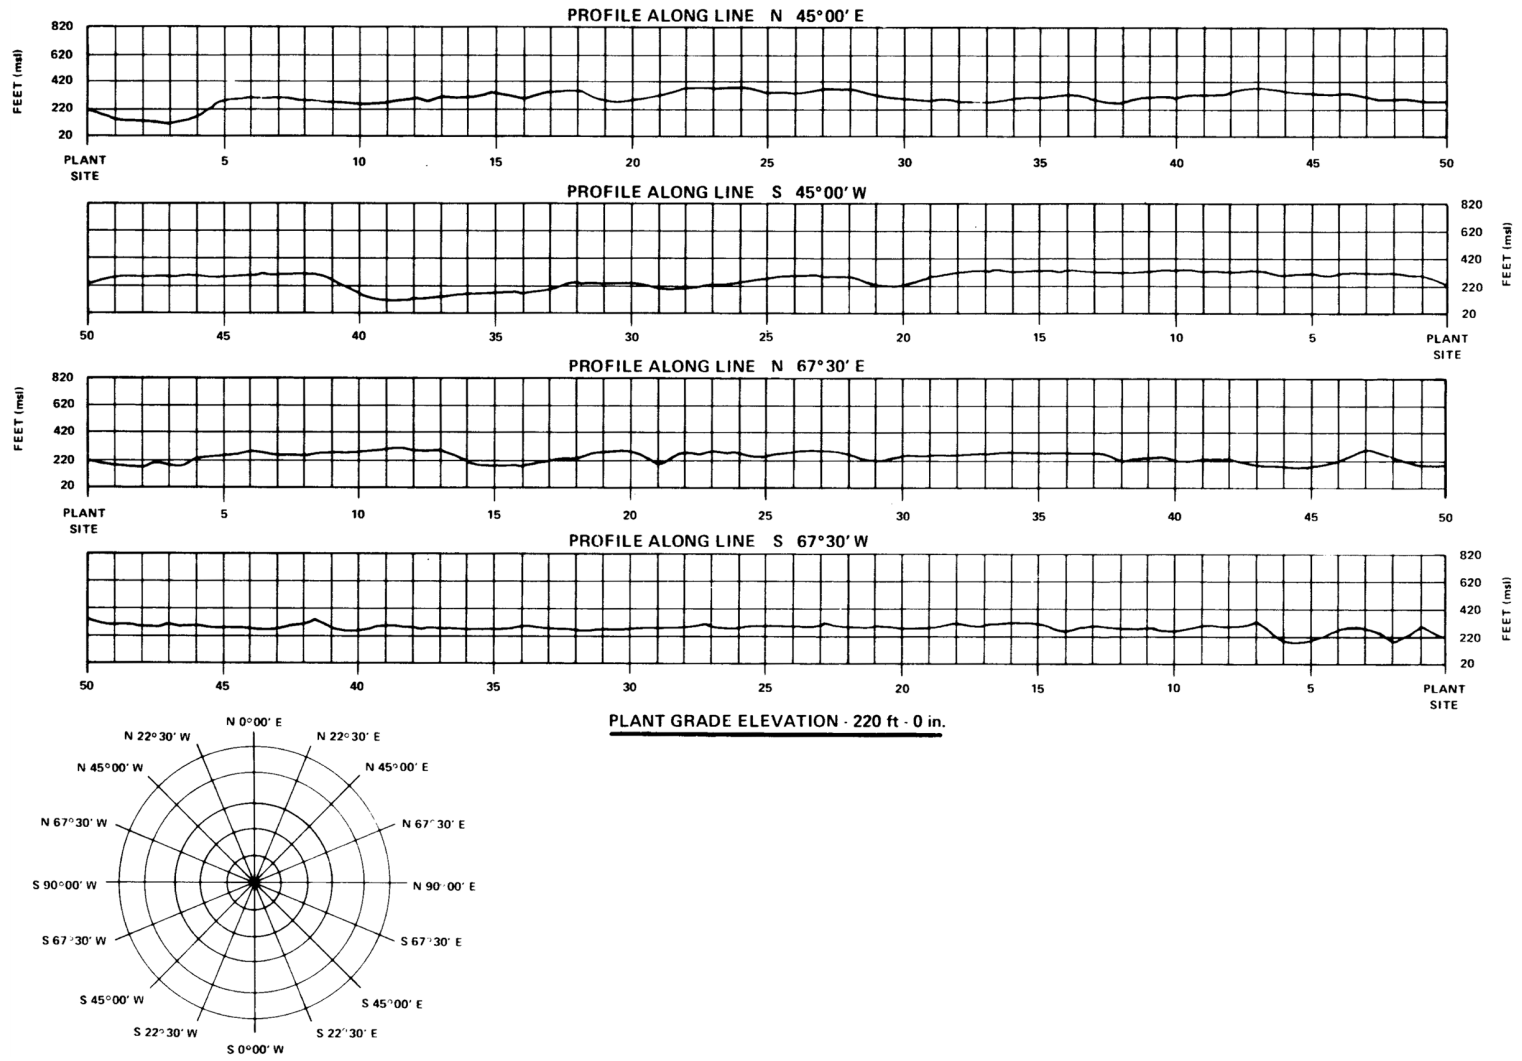 PROFILE ALONG LINE N 45°00' E
FEET (msl)
820
620
420
220
20
PLANT SITE 5 10 15 20 25 30 35 40 45 50
PROFILE ALONG LINE S 45°00' W
820
620
420
220
20
FEET (msl)
50 45 40 35 30 25 20 15 10 5 PLANT SITE
PROFILE ALONG LINE N 67°30' E
FEET (msl)
820
620
420
220
20
PLANT SITE 5 10 15 20 25 30 35 40 45 50
PROFILE ALONG LINE S 67°30' W
820
620
420
220
20
FEET (msl)
50 45 40 35 30 25 20 15 10 5 PLANT SITE
PLANT GRADE ELEVATION - 220 ft - 0 in.
N 0°00' E
N 22°30' W
N 22°30' E
N 45°00' W
N 45°00' E
N 67°30' W
N 67°30' E
S 90°00' W
N 90°00' E
S 67°30' W
S 67°30' E
S 45°00' W
S 45°00' E
S 22°30' W
S 22°30' E
S 0°00' W